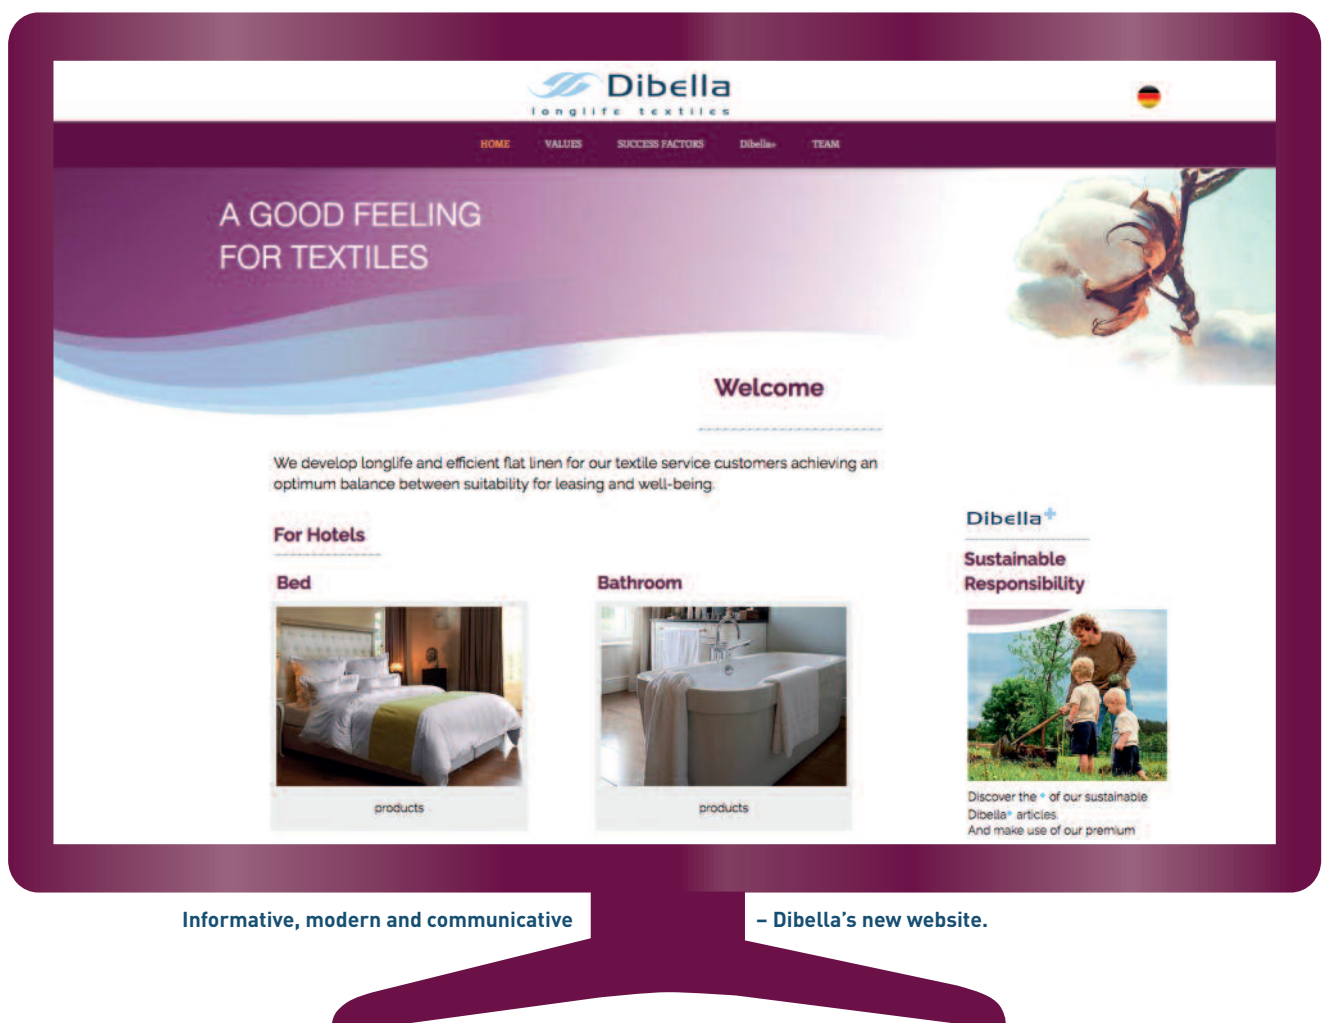 Dibella
longlife textiles
HOME VALUES SUCCESS FACTORS Dibella+ TEAM
A GOOD FEELING
FOR TEXTILES
Welcome
We develop longlife and efficient flat linen for our textile service customers achieving an
optimum balance between suitability for leasing and well-being.
For Hotels
Bed
products
Bathroom
products
Dibella+
Sustainable
Responsibility
Discover the + of our sustainable
Dibella+ articles.
And make use of our premium
Informative, modern and communicative – Dibella's new website.